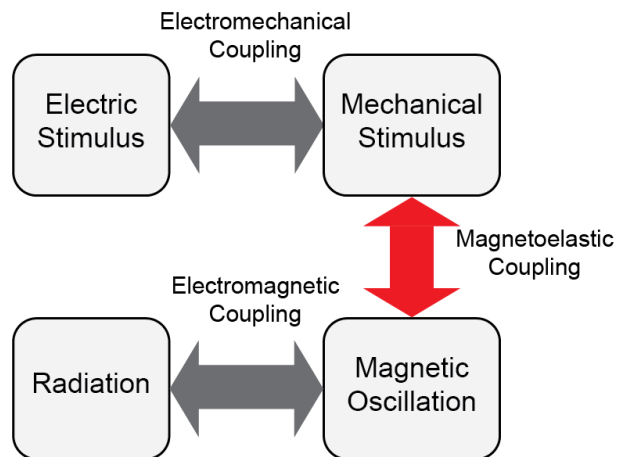 Electromechanical
Coupling
Electric
Stimulus
Mechanical
Stimulus
Magnetoelastic
Coupling
Electromagnetic
Coupling
Radiation
Magnetic
Oscillation